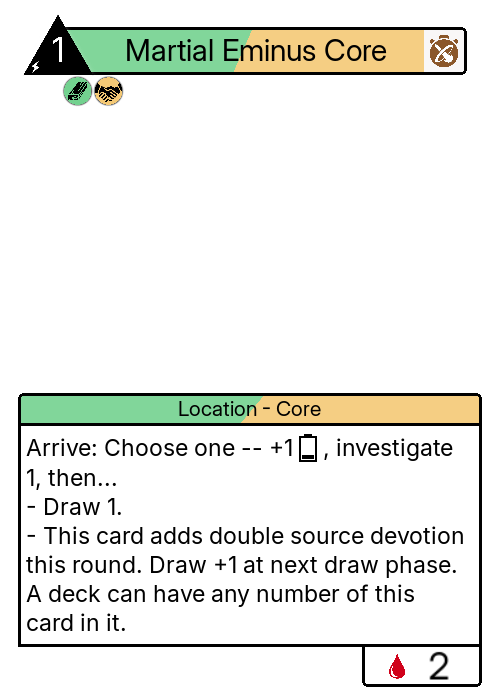 1 Martial Eminus Core
Location - Core
Arrive: Choose one -- +1 , investigate
1, then...
- Draw 1.
- This card adds double source devotion
this round. Draw +1 at next draw phase.
A deck can have any number of this
card in it.
2